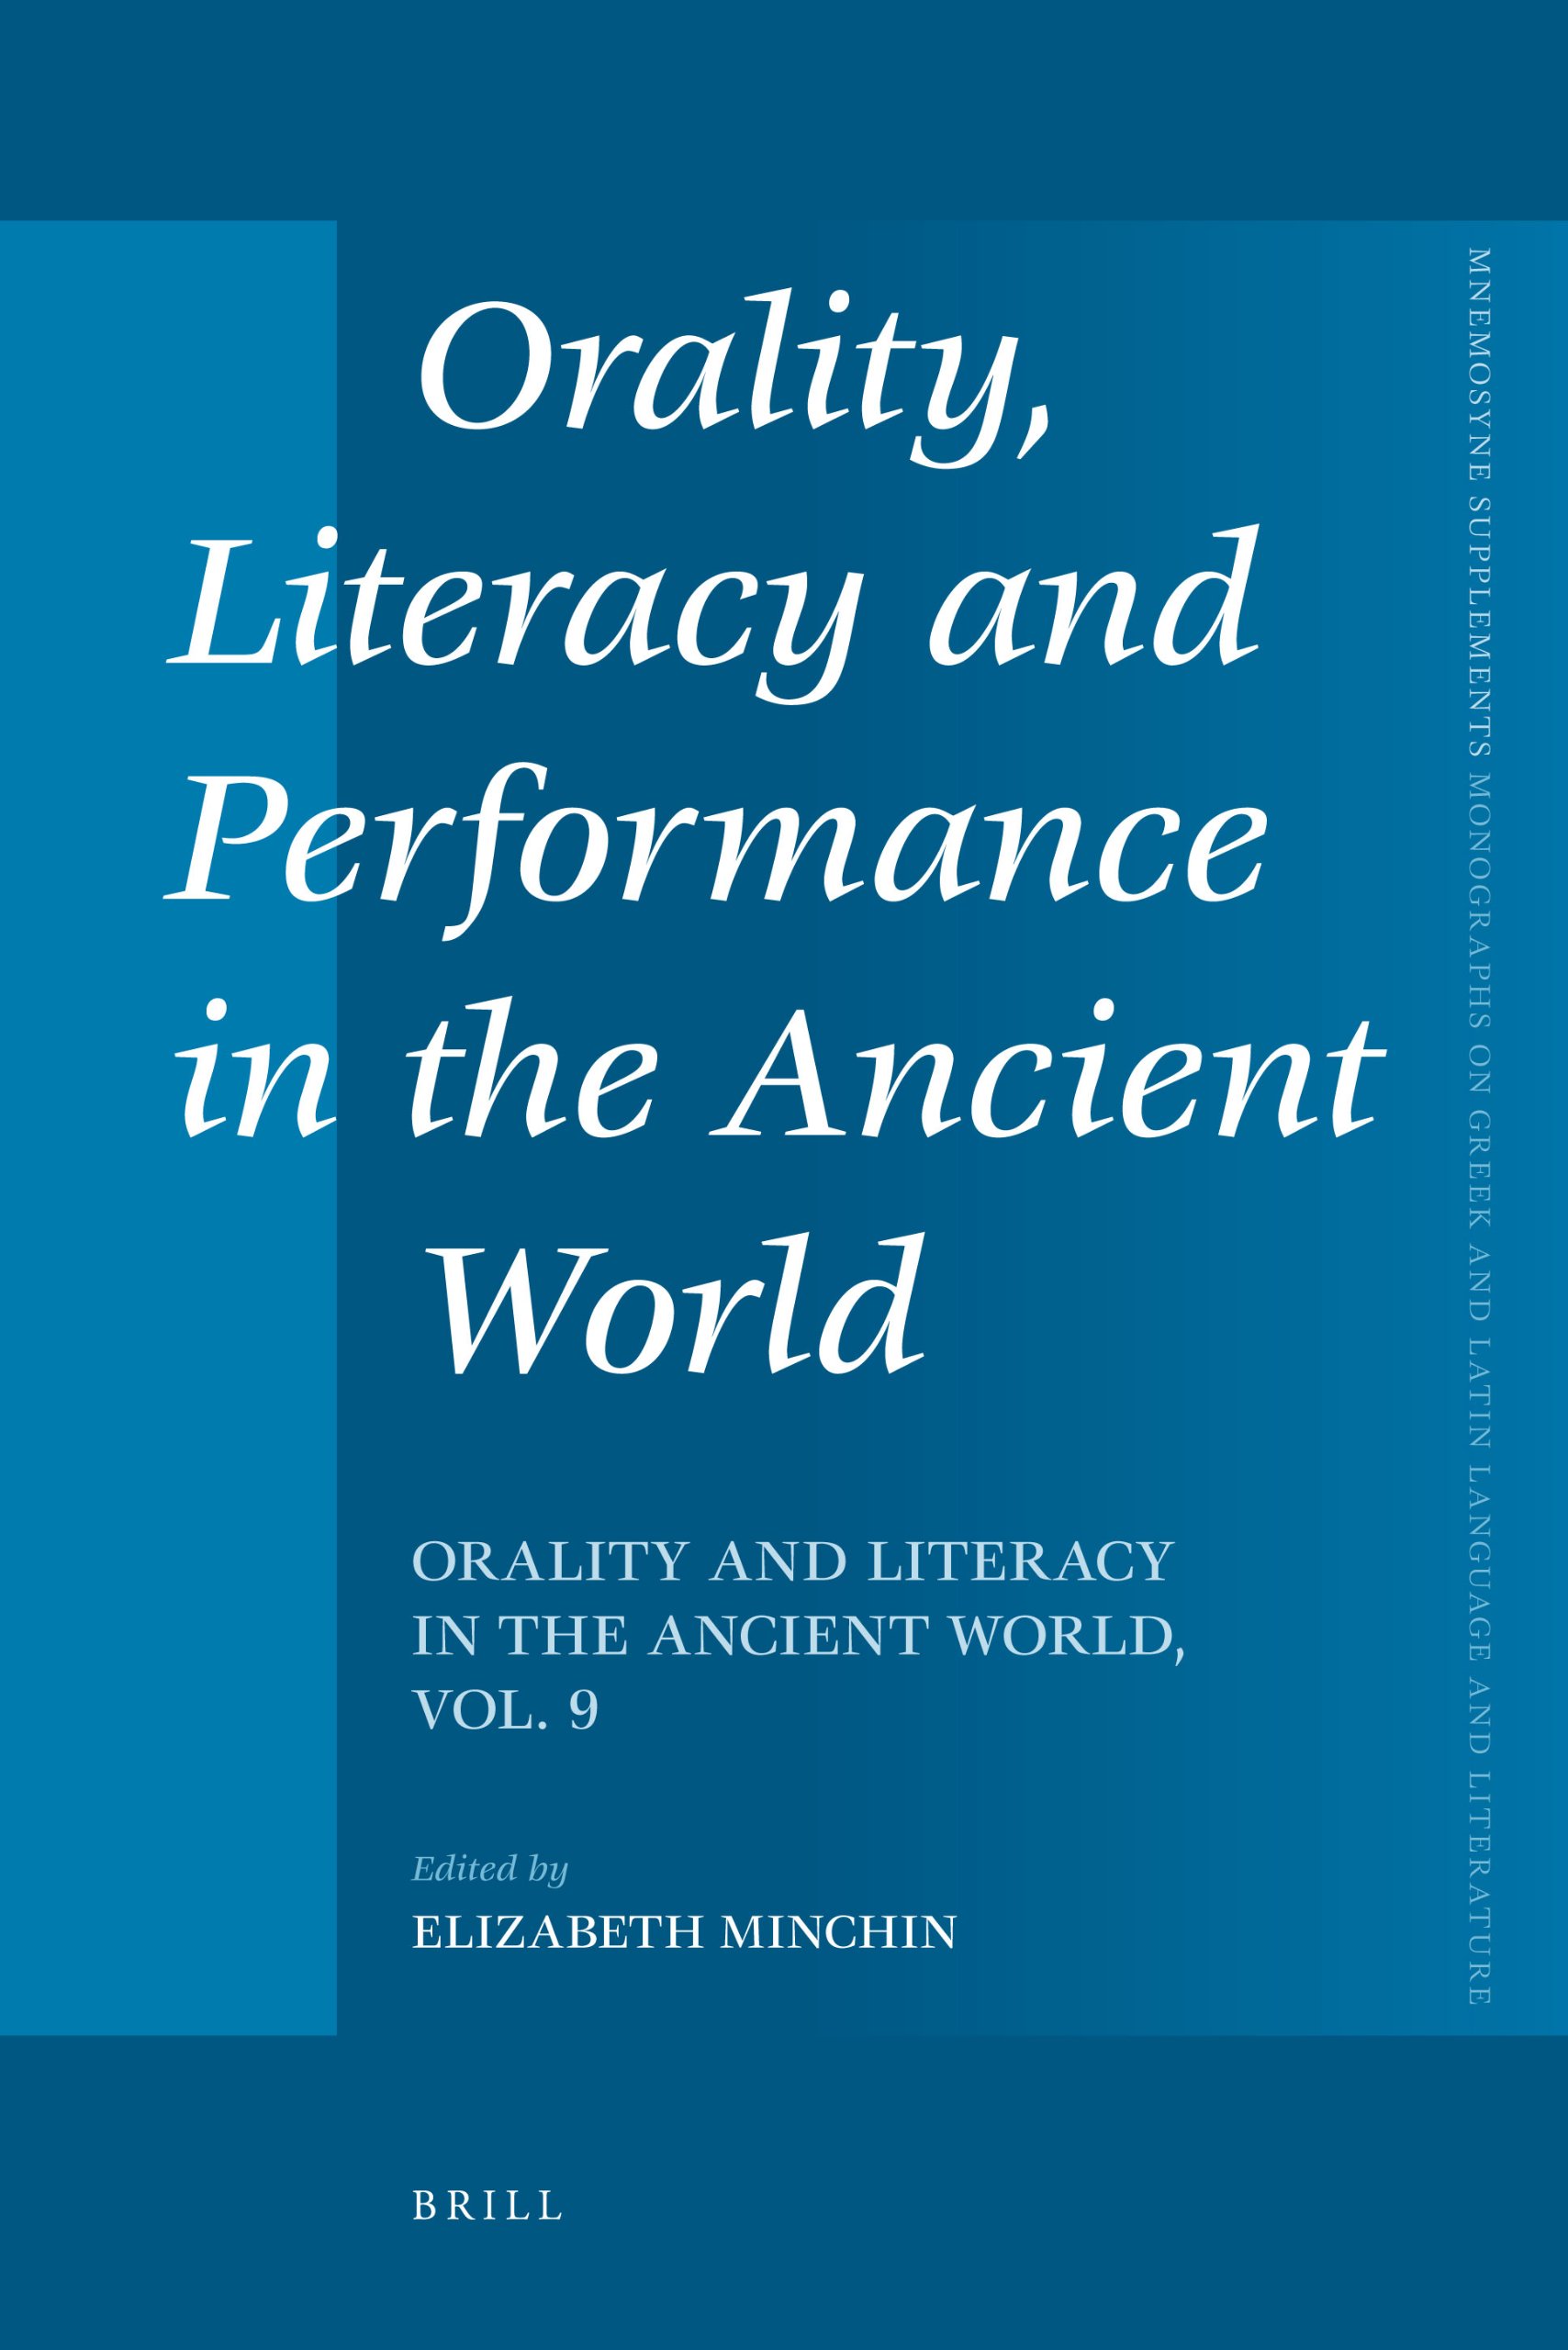 Orality,
Literacy and
Performance
in the Ancient
World
ORALITY AND LITERACY
IN THE ANCIENT WORLD,
VOL. 9
Edited by
ELIZABETH MINCHIN
BRILL
MNEMOSYNE SUPPLEMENTS MONOGRAPHS ON GREEK AND LATIN LANGUAGE AND LITERATURE